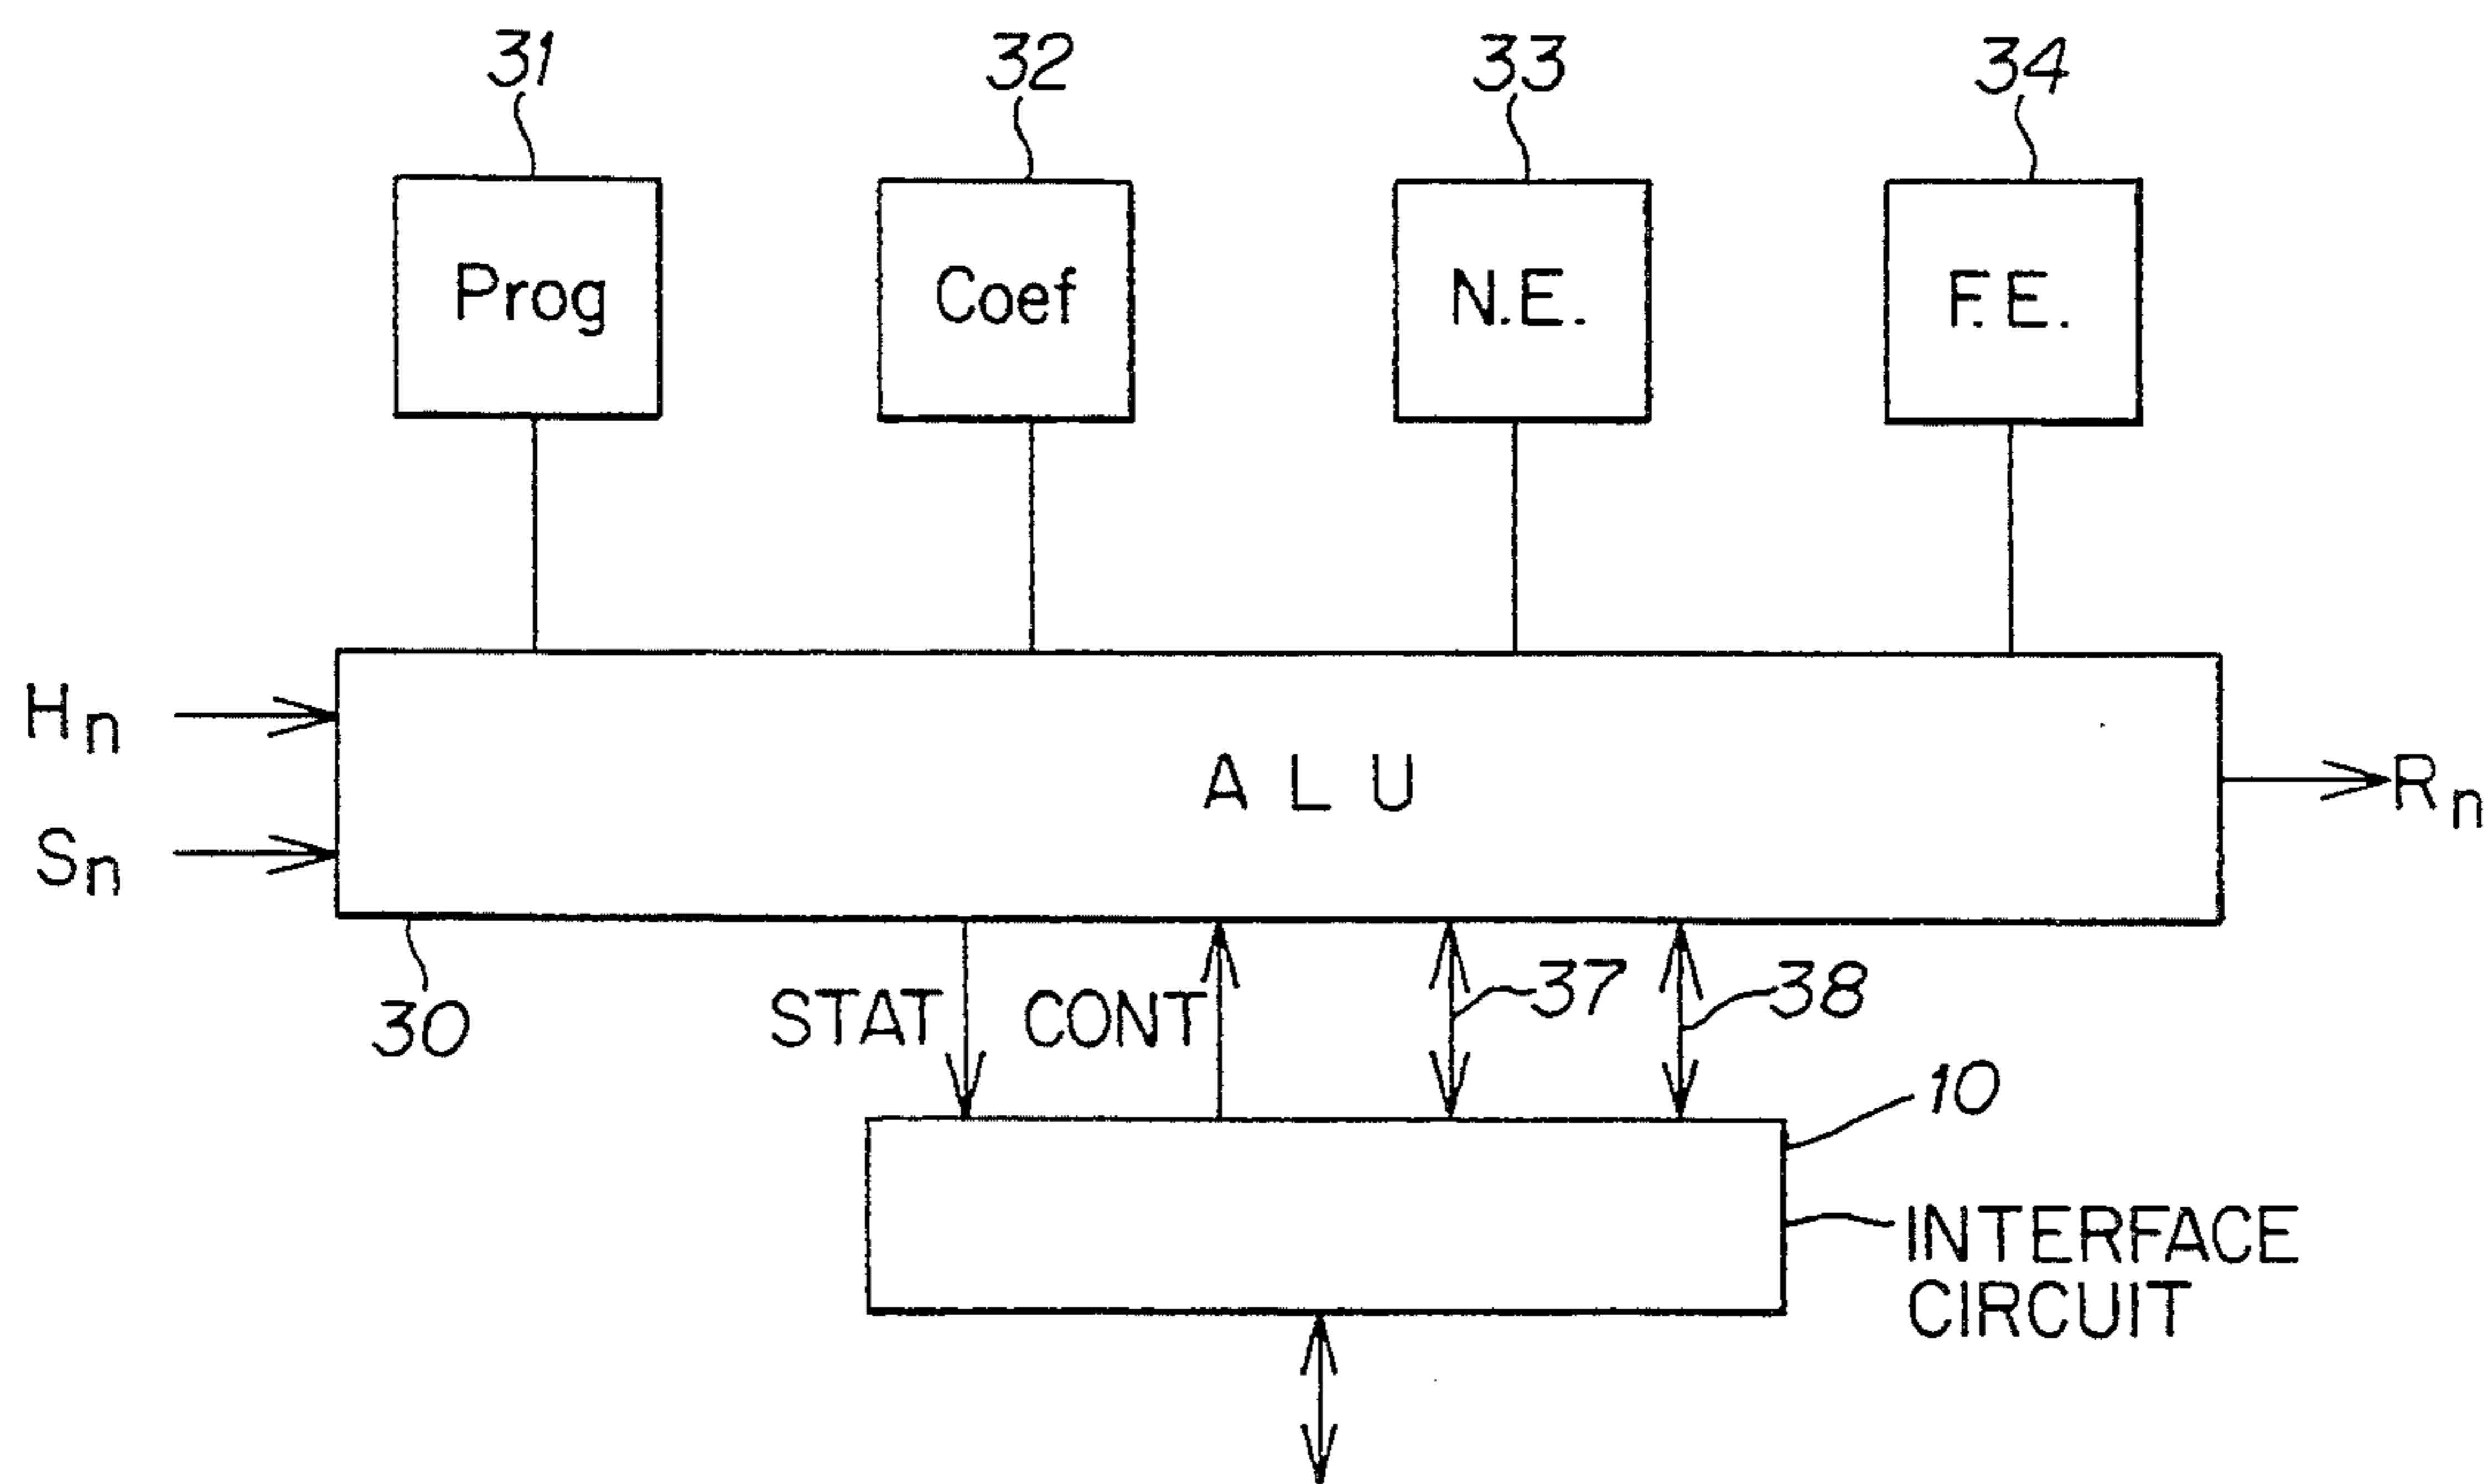 31 32 33 34
Prog Coef N.E. F.E.
Hn
ALU
Rn
Sn
30
STAT CONT 37 38
10
INTERFACE
CIRCUIT